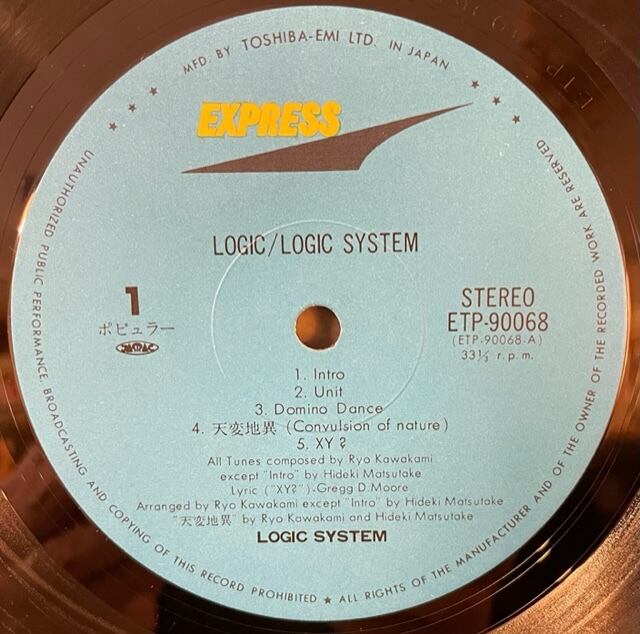 MFD. BY TOSHIBA-EMI LTD. IN JAPAN
EXPRESS
LOGIC/LOGIC SYSTEM
1
ポピュラー
JASRAC
STEREO
ETP-90068
(ETP-90068-A)
33⅓ r.p.m.
1. Intro
2. Unit
3. Domino Dance
4. 天変地異 (Convulsion of nature)
5. XY ?
All Tunes composed by Ryo Kawakami
except "Intro" by Hideki Matsutake
Lyric ("XY?")-Gregg D. Moore
Arranged by Ryo Kawakami except "Intro" by Hideki Matsutake
"天変地異" by Ryo Kawakami and Hideki Matsutake
LOGIC SYSTEM
UNAUTHORIZED PUBLIC PERFORMANCE, BROADCASTING AND COPYING OF THIS RECORD PROHIBITED ★ ALL RIGHTS OF THE MANUFACTURER AND OF THE OWNER OF THE RECORDED WORK ARE RESERVED